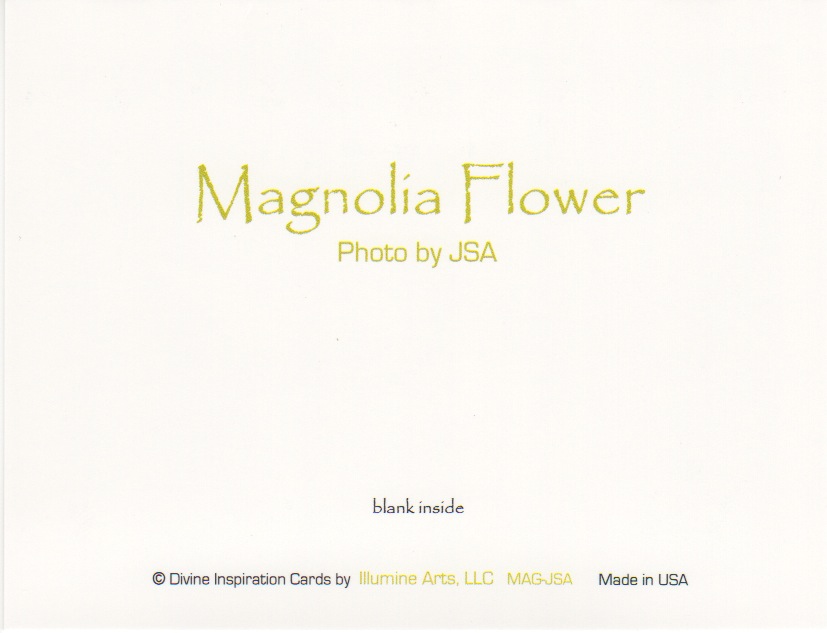 Magnolia Flower
Photo by JSA
blank inside
© Divine Inspiration Cards by Illumine Arts, LLC MAG-JSA Made in USA